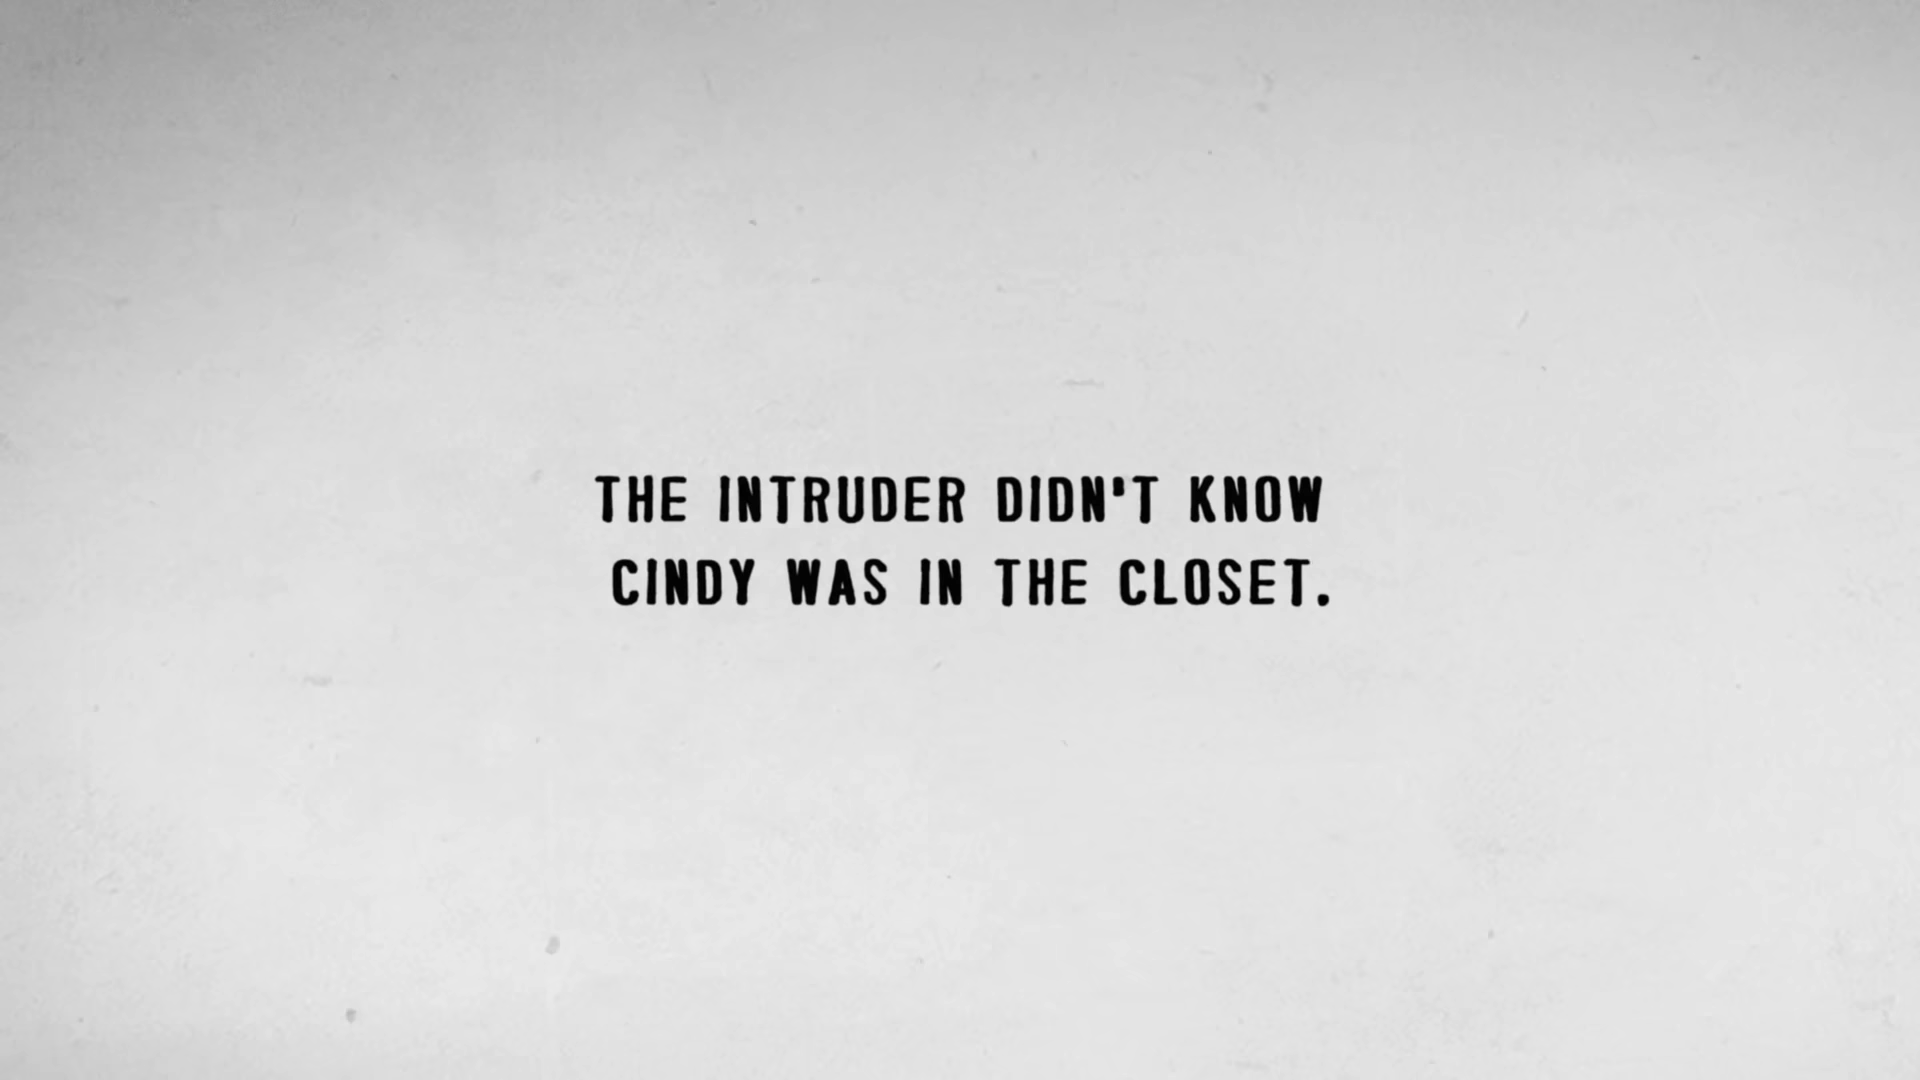 THE INTRUDER DIDN'T KNOW
CINDY WAS IN THE CLOSET.